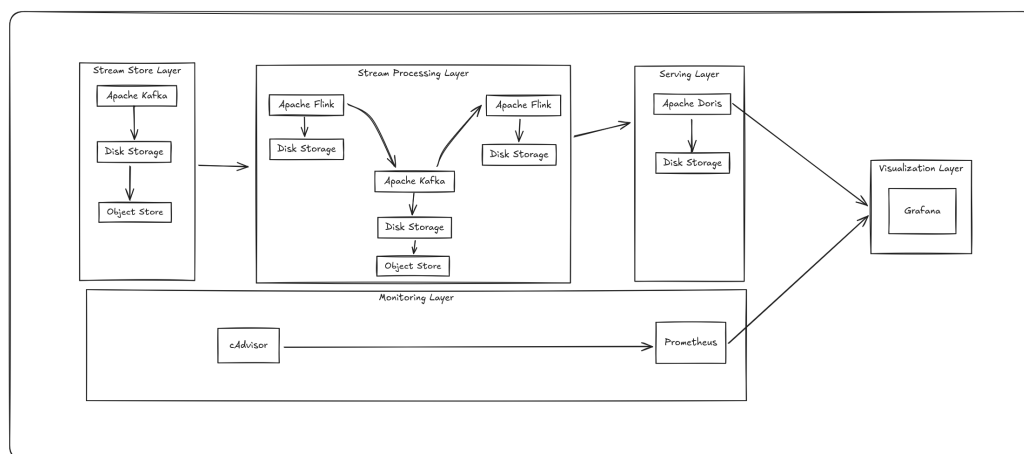 Stream Store Layer
Apache Kafka
Disk Storage
Object Store
Stream Processing Layer
Apache Flink
Disk Storage
Apache Kafka
Disk Storage
Object Store
Apache Flink
Disk Storage
Serving Layer
Apache Doris
Disk Storage
Visualization Layer
Grafana
Monitoring Layer
cAdvisor
Prometheus